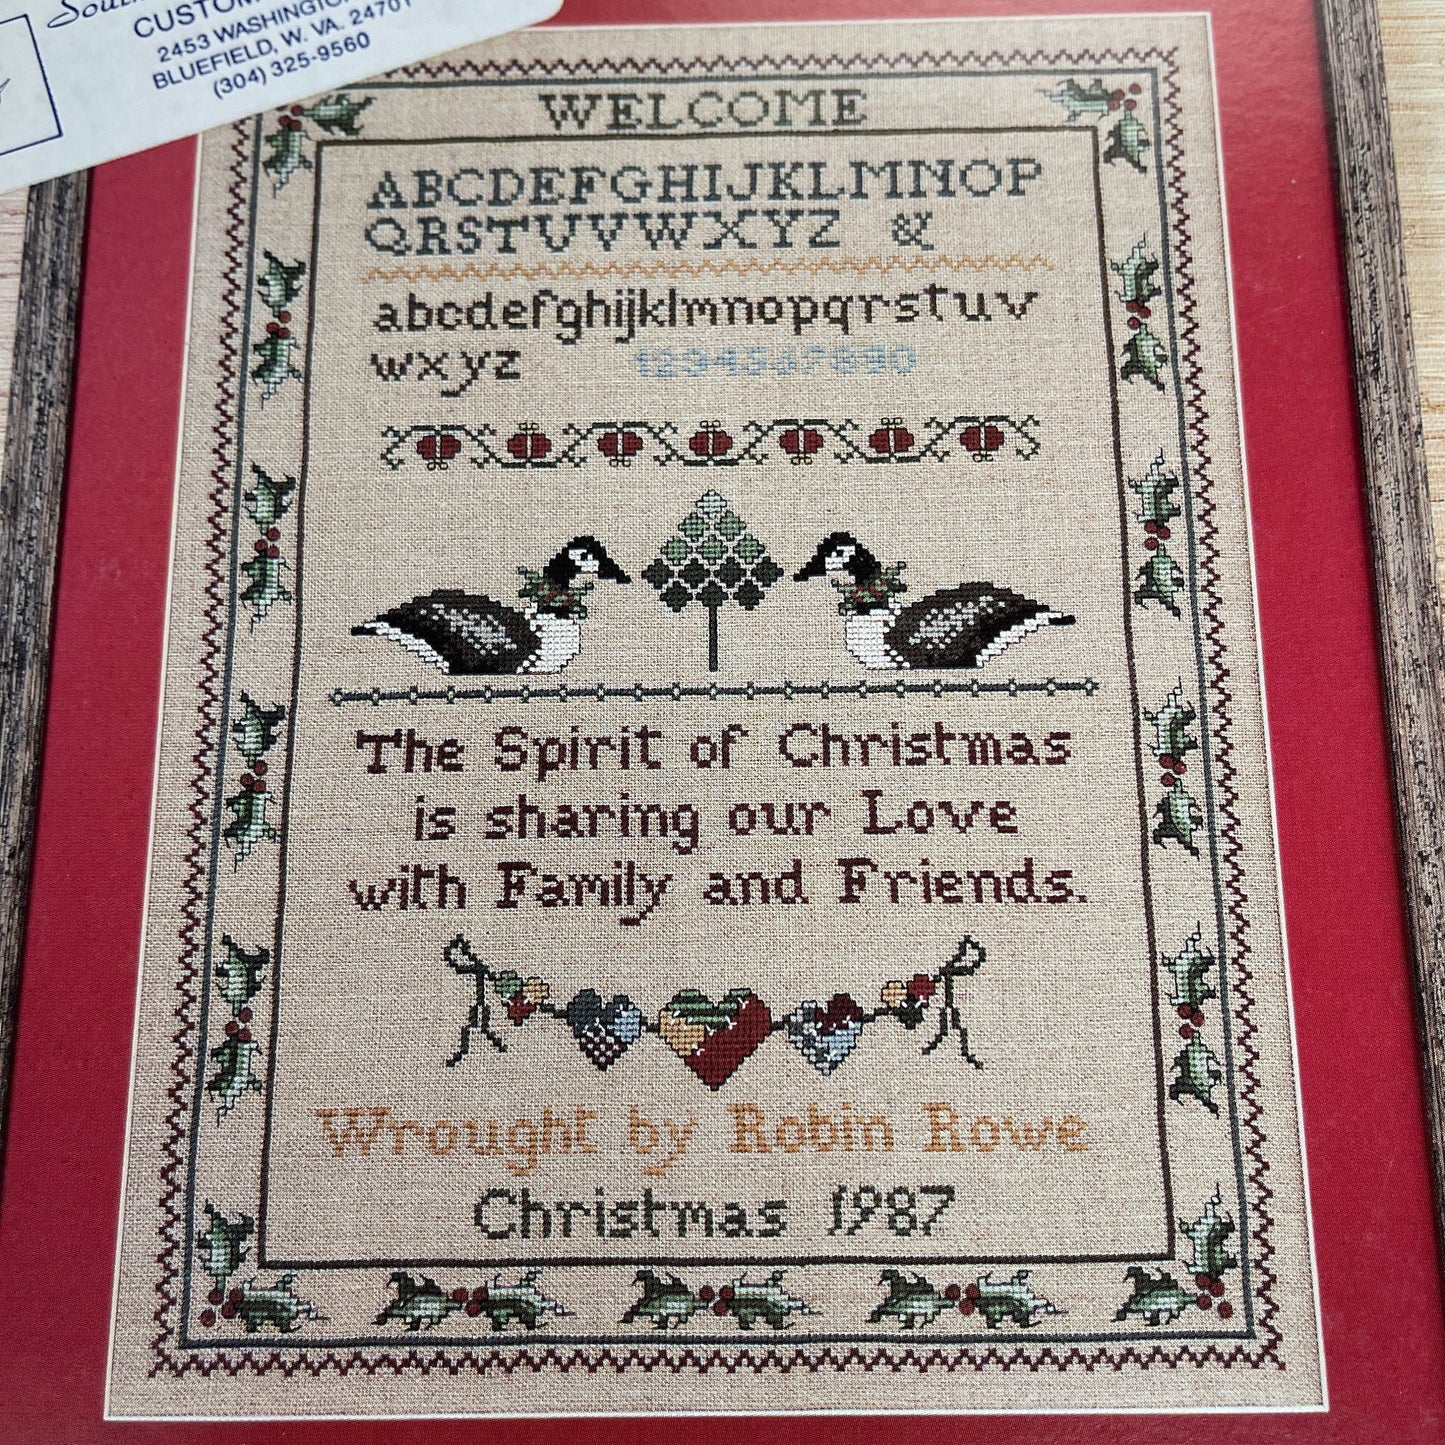 CUSTOM
2453 WASHINGTON
BLUEFIELD, W. VA. 24701
(304) 325-9560
WELCOME
ABCDEFGHIJKLMNOP
QRSTUVWXYZ &
abcdefghijklmnopqrstuv
wxyz 1234567890
The Spirit of Christmas
is sharing our Love
with Family and Friends.
Wrought by Robin Rowe
Christmas 1987